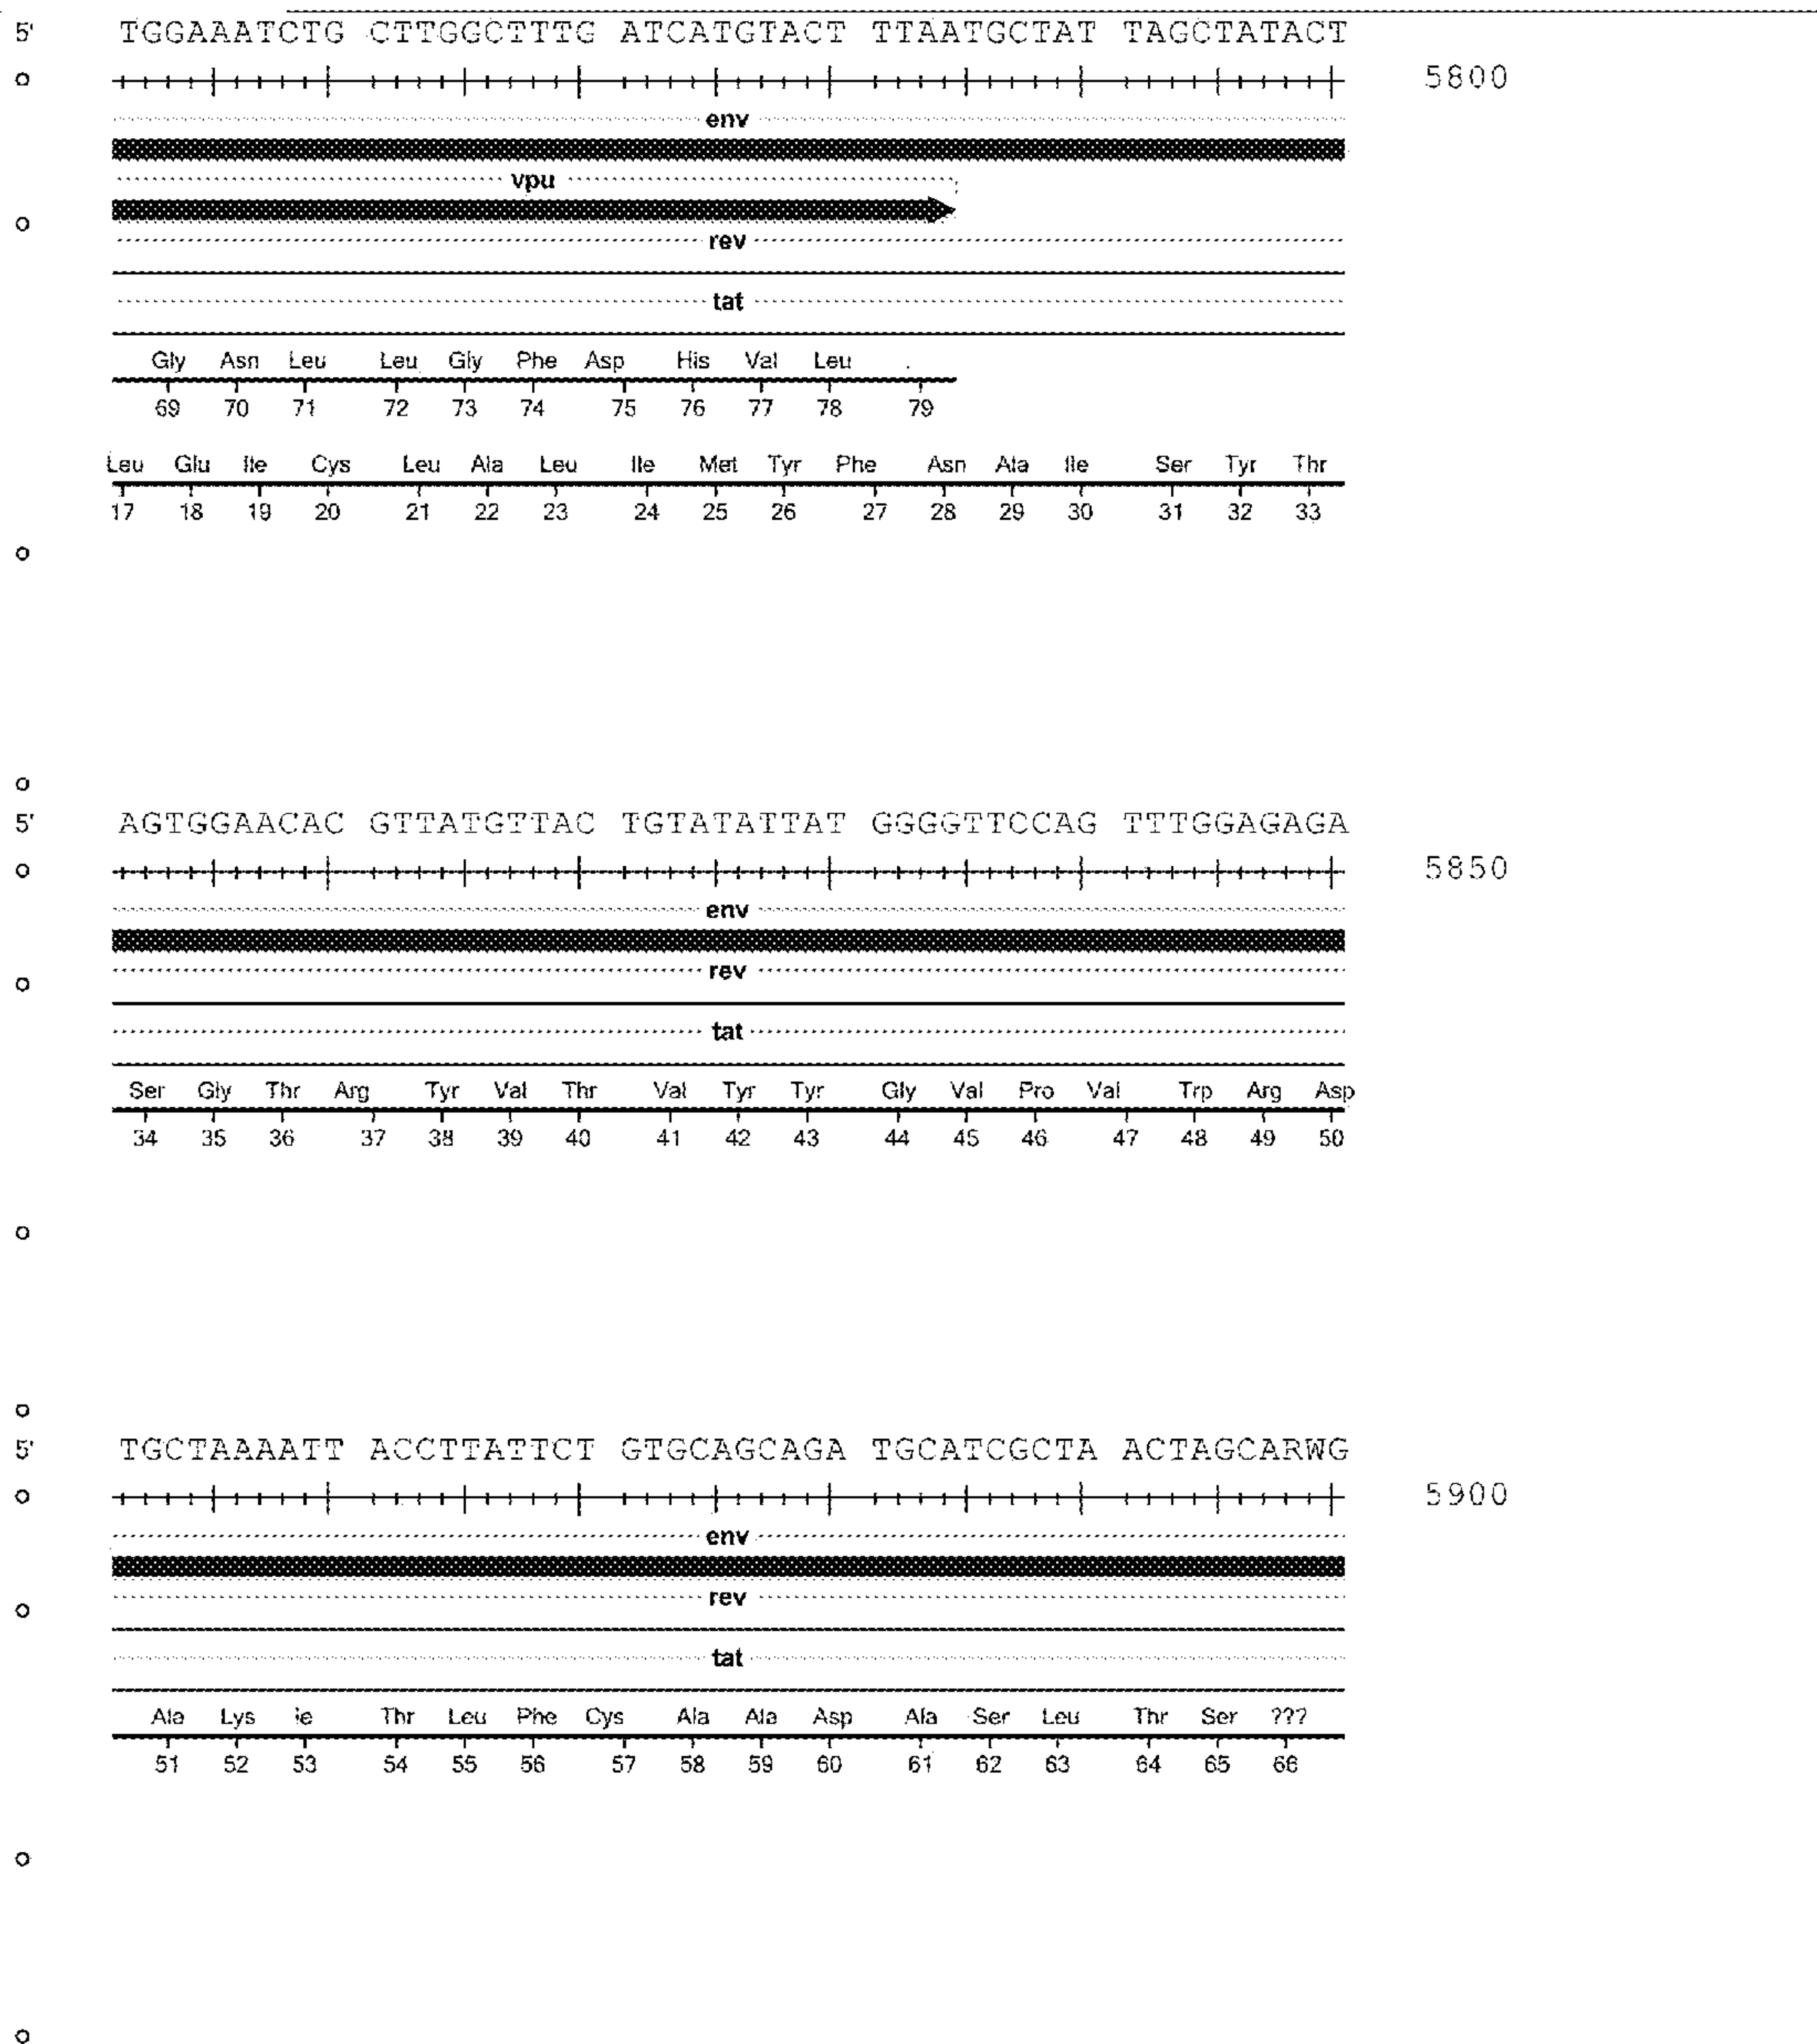 5' TGGAAATCTG CTTGGCTTTG ATCATGTACT TTAATGCTAT TAGCTATACT
5800
env
vpu
rev
tat
Gly Asn Leu Leu Gly Phe Asp His Val Leu .
69 70 71 72 73 74 75 76 77 78 79
Leu Glu Ile Cys Leu Ala Leu Ile Met Tyr Phe Asn Ala Ile Ser Tyr Thr
17 18 19 20 21 22 23 24 25 26 27 28 29 30 31 32 33
5' AGTGGAACAC GTTATGTTAC TGTATATTAT GGGGTTCCAG TTTGGAGAGA
5850
env
rev
tat
Ser Gly Thr Arg Tyr Val Thr Val Tyr Tyr Gly Val Pro Val Trp Arg Asp
34 35 36 37 38 39 40 41 42 43 44 45 46 47 48 49 50
5' TGCTAAAATT ACCTTATTCT GTGCAGCAGA TGCATCGCTA ACTAGCARWG
5900
env
rev
tat
Ala Lys Ile Thr Leu Phe Cys Ala Ala Asp Ala Ser Leu Thr Ser ???
51 52 53 54 55 56 57 58 59 60 61 62 63 64 65 66